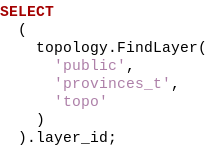 SELECT
  (
    topology.FindLayer(
      'public',
      'provinces_t',
      'topo'
    )
  ).layer_id;